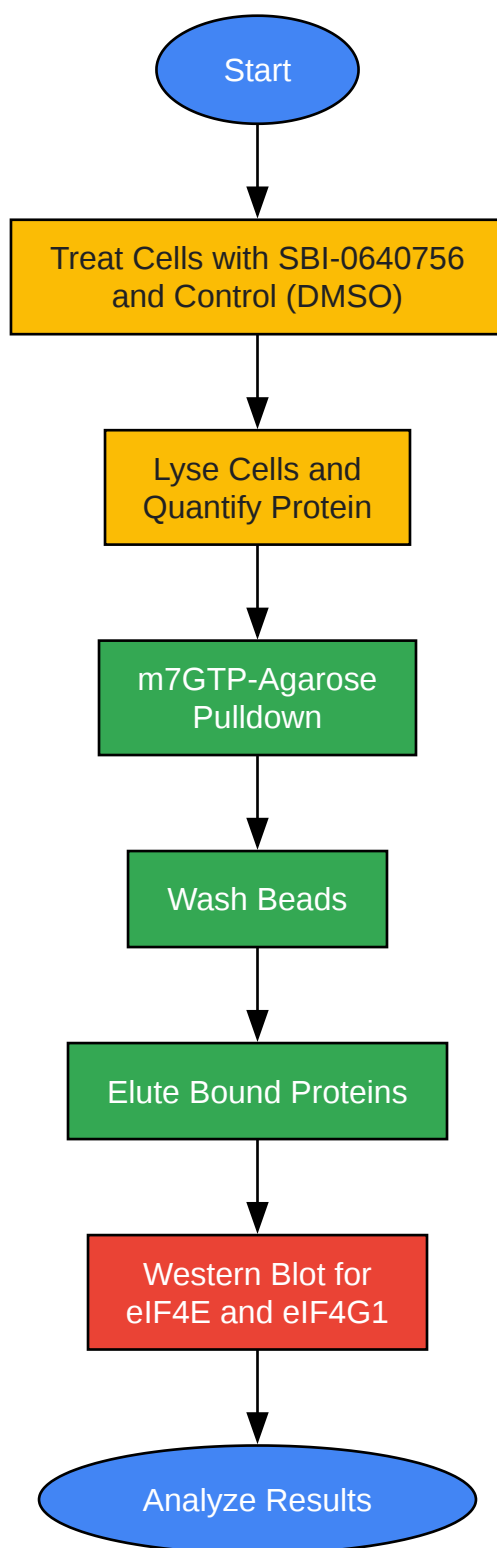 Start
Treat Cells with SBI-0640756
and Control (DMSO)
Lyse Cells and
Quantify Protein
m7GTP-Agarose
Pulldown
Wash Beads
Elute Bound Proteins
Western Blot for
eIF4E and eIF4G1
Analyze Results